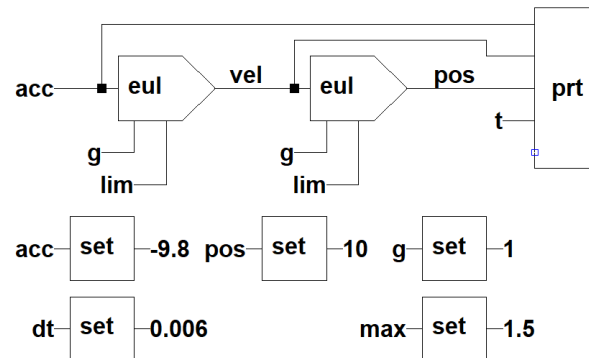 vel pos
acc eul eul prt
t
g g
lim lim
acc set -9.8 pos set 10 g set 1
dt set 0.006 max set 1.5